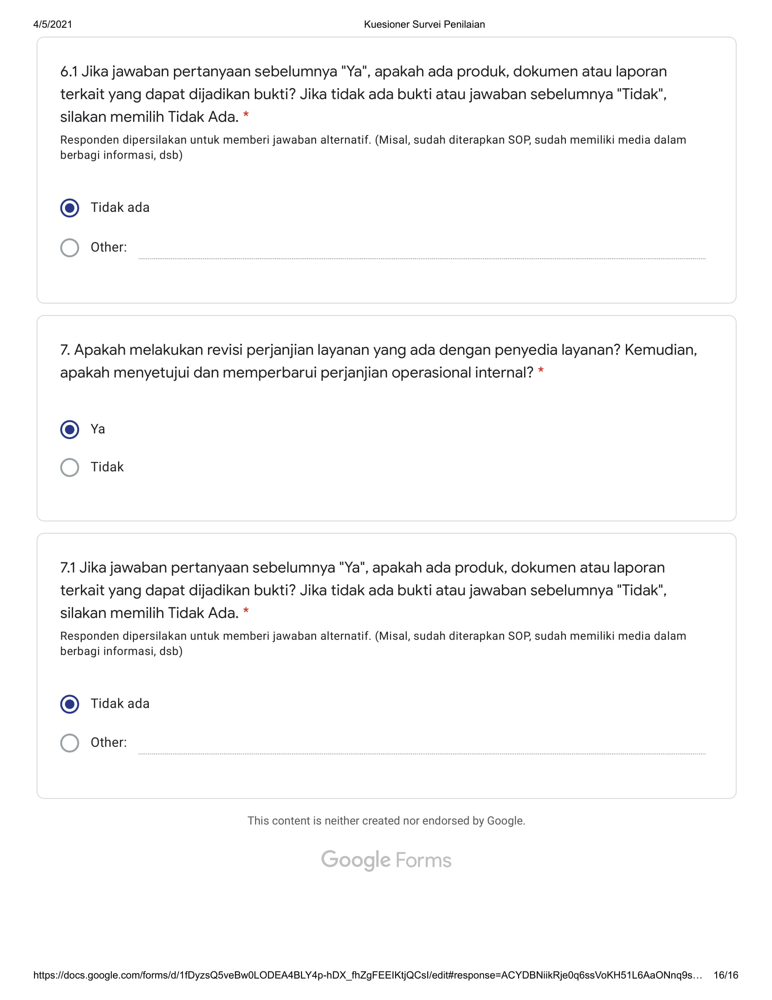 4/5/2021 Kuesioner Survei Penilaian
6.1 Jika jawaban pertanyaan sebelumnya "Ya", apakah ada produk, dokumen atau laporan
terkait yang dapat dijadikan bukti? Jika tidak ada bukti atau jawaban sebelumnya "Tidak",
silakan memilih Tidak Ada. *
Responden dipersilakan untuk memberi jawaban alternatif. (Misal, sudah diterapkan SOP, sudah memiliki media dalam
berbagi informasi, dsb)
Tidak ada
Other:
7. Apakah melakukan revisi perjanjian layanan yang ada dengan penyedia layanan? Kemudian,
apakah menyetujui dan memperbarui perjanjian operasional internal? *
Ya
Tidak
7.1 Jika jawaban pertanyaan sebelumnya "Ya", apakah ada produk, dokumen atau laporan
terkait yang dapat dijadikan bukti? Jika tidak ada bukti atau jawaban sebelumnya "Tidak",
silakan memilih Tidak Ada. *
Responden dipersilakan untuk memberi jawaban alternatif. (Misal, sudah diterapkan SOP, sudah memiliki media dalam
berbagi informasi, dsb)
Tidak ada
Other:
This content is neither created nor endorsed by Google.
Google Forms
https://docs.google.com/forms/d/1fDyzsQ5veBw0LODEA4BLY4p-hDX_fhZgFEEIKtjQCsI/edit#response=ACYDBNiikRje0q6ssVoKH51L6AaONnq9s… 16/16